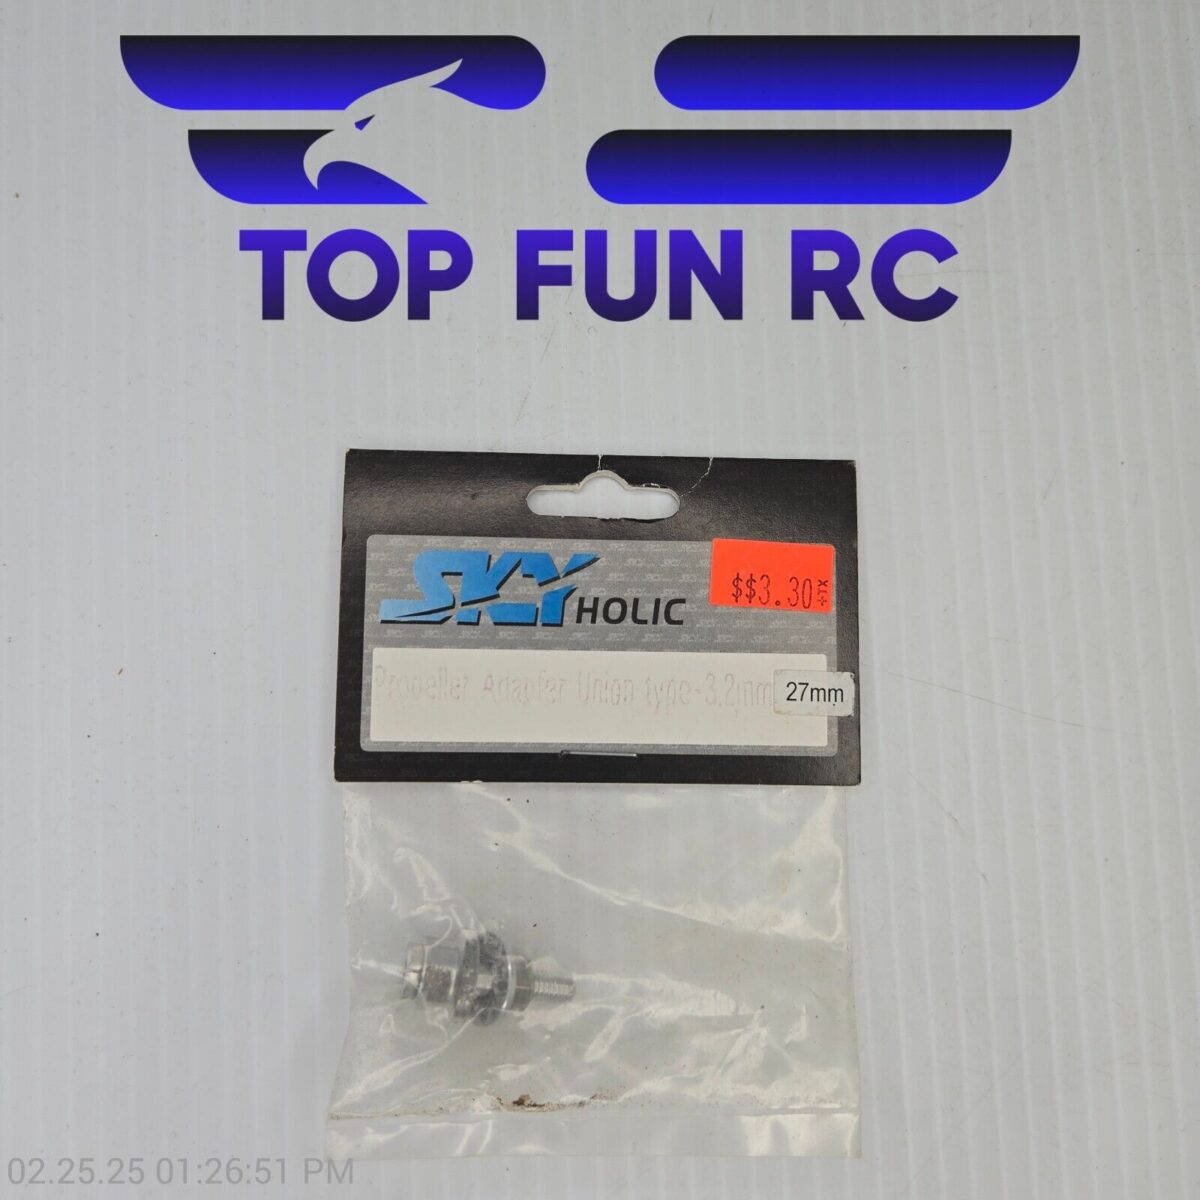 TOP FUN RC
SKY HOLIC
$$3.30
+TX
Propeller Adapter Union type-3.2mm
27mm
02.25.25 01:26:51 PM